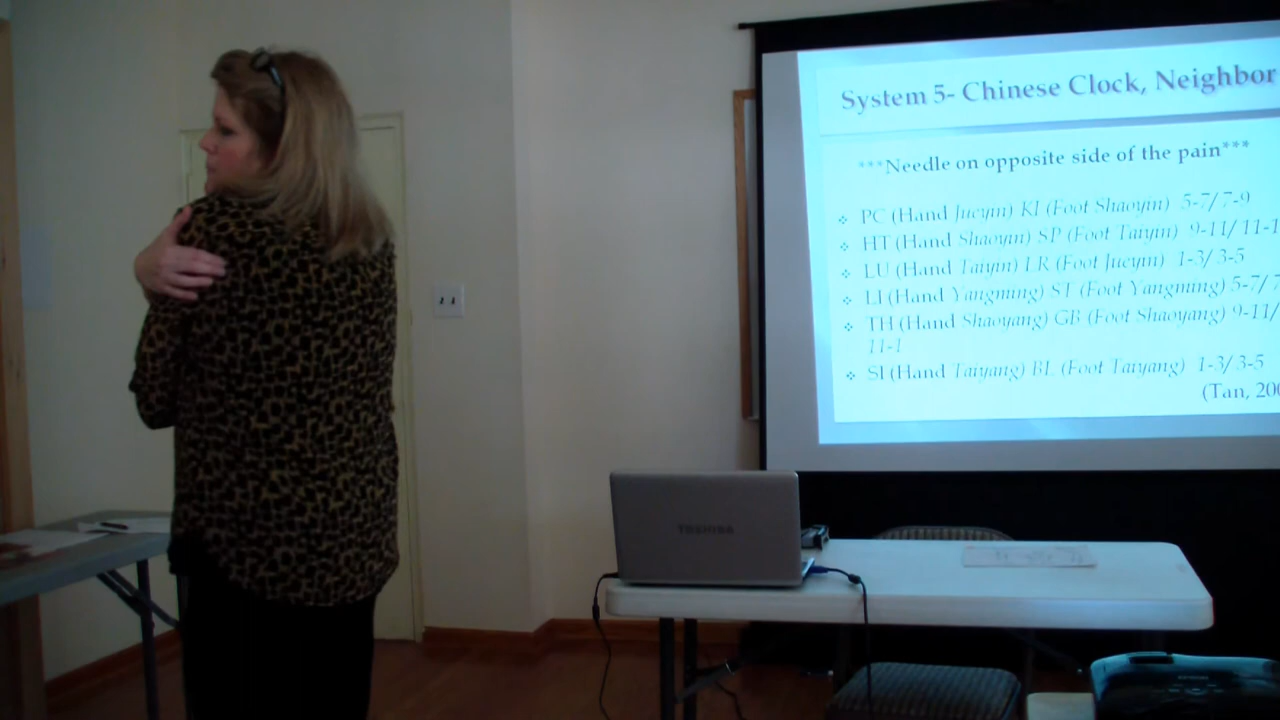 System 5- Chinese Clock, Neighbor
***Needle on opposite side of the pain***
❖ PC (Hand Jueyin) KI (Foot Shaoyin) 5-7/7-9
❖ HT (Hand Shaoyin) SP (Foot Taiyin) 9-11/11-1
❖ LU (Hand Taiyin) LR (Foot Jueyin) 1-3/3-5
❖ LI (Hand Yangming) ST (Foot Yangming) 5-7/7
❖ TH (Hand Shaoyang) GB (Foot Shaoyang) 9-11/
11-1
❖ SI (Hand Taiyang) BL (Foot Taiyang) 1-3/3-5
(Tan, 200
TOSHIBA